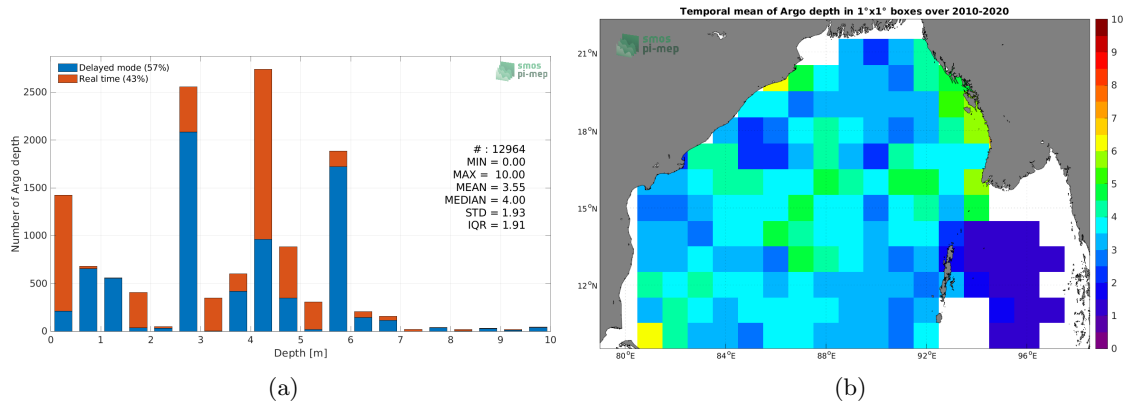 smos
pi-mep
Delayed mode (57%)
Real time (43%)
# : 12964
MIN = 0.00
MAX = 10.00
MEAN = 3.55
MEDIAN = 4.00
STD = 1.93
IQR = 1.91
Number of Argo depth
2500
2000
1500
1000
500
0
0 1 2 3 4 5 6 7 8 9 10
Depth [m]
(a)
Temporal mean of Argo depth in 1°x1° boxes over 2010-2020
smos
pi-mep
21°N
18°N
15°N
12°N
80°E 84°E 88°E 92°E 96°E
10
9
8
7
6
5
4
3
2
1
0
(b)